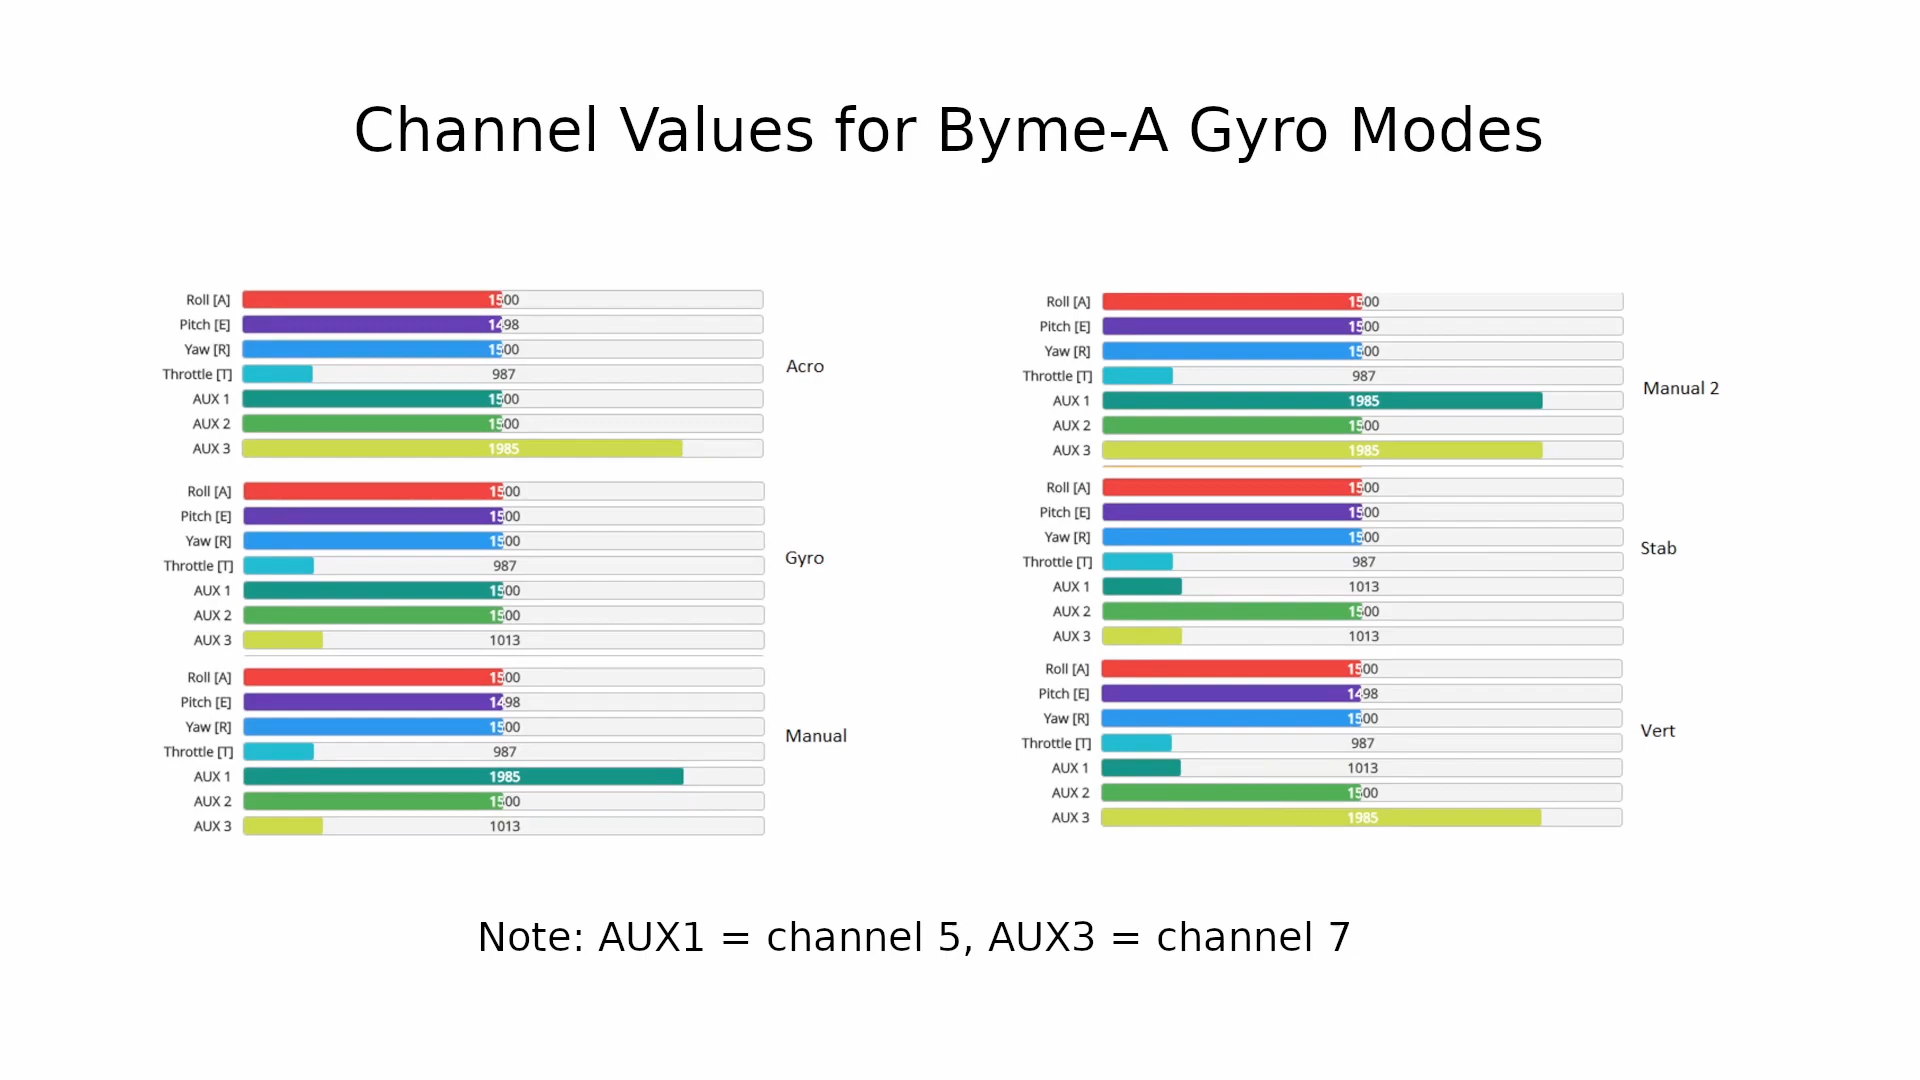 Channel Values for Byme-A Gyro Modes
Roll [A] 1500
Pitch [E] 1498
Yaw [R] 1500
Throttle [T] 987
AUX 1 1500
AUX 2 1500
AUX 3 1985
Acro
Roll [A] 1500
Pitch [E] 1500
Yaw [R] 1500
Throttle [T] 987
AUX 1 1500
AUX 2 1500
AUX 3 1013
Gyro
Roll [A] 1500
Pitch [E] 1498
Yaw [R] 1500
Throttle [T] 987
AUX 1 1985
AUX 2 1500
AUX 3 1013
Manual
Roll [A] 1500
Pitch [E] 1500
Yaw [R] 1500
Throttle [T] 987
AUX 1 1985
AUX 2 1500
AUX 3 1985
Manual 2
Roll [A] 1500
Pitch [E] 1500
Yaw [R] 1500
Throttle [T] 987
AUX 1 1013
AUX 2 1500
AUX 3 1013
Stab
Roll [A] 1500
Pitch [E] 1498
Yaw [R] 1500
Throttle [T] 987
AUX 1 1013
AUX 2 1500
AUX 3 1985
Vert
Note: AUX1 = channel 5, AUX3 = channel 7